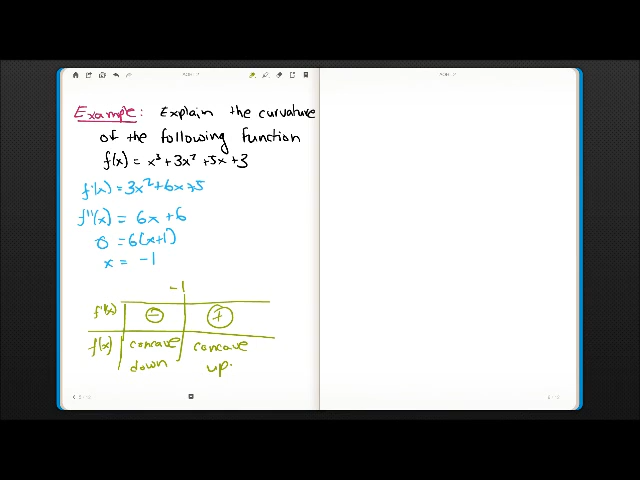 Example: Explain the curvature
of the following function
f(x) = x³ + 3x² + 5x + 3
f'(x) = 3x² + 6x + 5
f''(x) = 6x + 6
0 = 6(x+1)
x = -1
-1
f''(x) − +
f(x) concave down concave up.